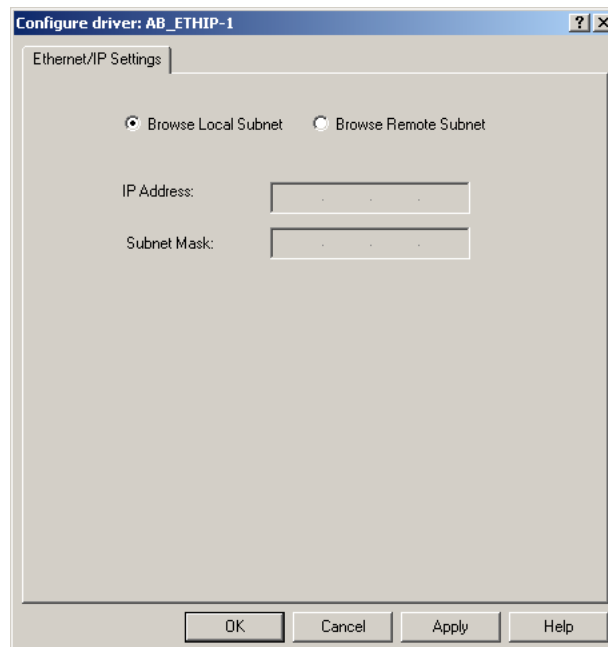 Configure driver: AB_ETHIP-1
Ethernet/IP Settings
Browse Local Subnet Browse Remote Subnet
IP Address:
Subnet Mask:
OK Cancel Apply Help